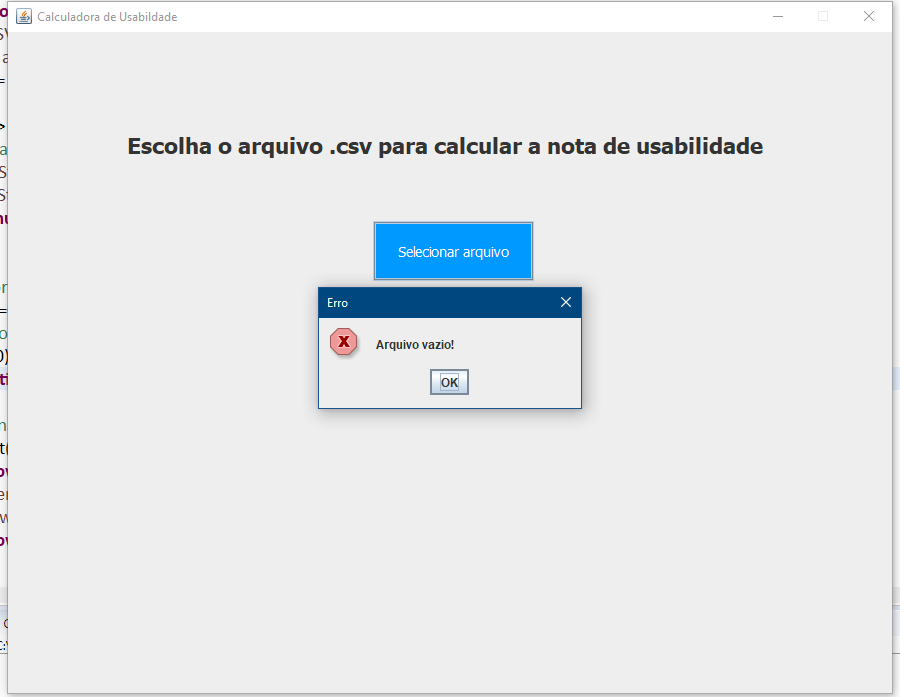 Calculadora de Usabildade
Escolha o arquivo .csv para calcular a nota de usabilidade
Selecionar arquivo
Erro
Arquivo vazio!
OK